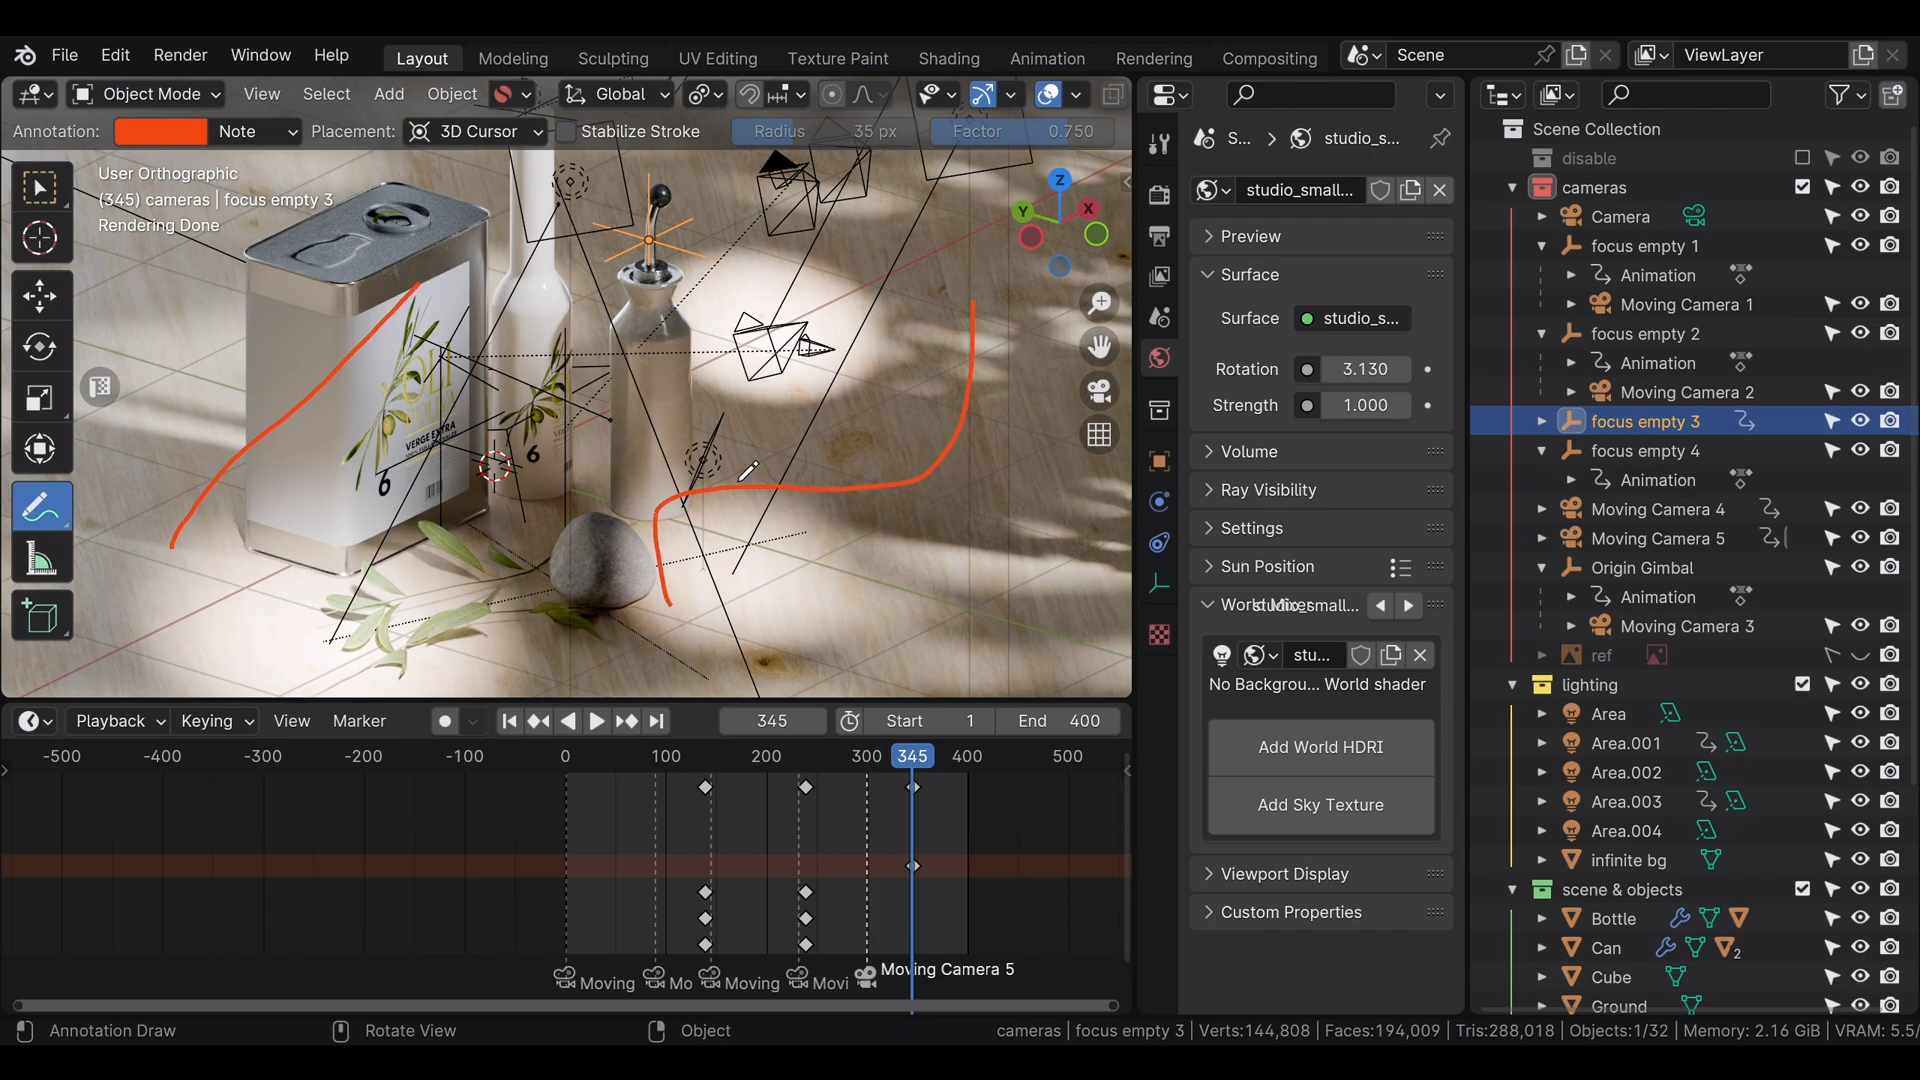 File Edit Render Window Help
Layout Modeling Sculpting UV Editing Texture Paint Shading Animation Rendering Compositing
Scene
ViewLayer
Object Mode View Select Add Object Global
Annotation: Note Placement: 3D Cursor Stabilize Stroke Radius 35 px Factor 0.750
User Orthographic
(345) cameras | focus empty 3
Rendering Done
Z
Y
X
OLI
VERGE EXTRA
6
6
Playback Keying View Marker 345 Start 1 End 400
-500 -400 -300 -200 -100 0 100 200 300 345 400 500
Moving Mo Moving Movi Moving Camera 5
S... studio_s...
studio_small...
Preview
Surface
Surface studio_s...
Rotation 3.130
Strength 1.000
Volume
Ray Visibility
Settings
Sun Position
World Mixer studio_small...
stu...
No Backgrou... World shader
Add World HDRI
Add Sky Texture
Viewport Display
Custom Properties
Scene Collection
disable
cameras
Camera
focus empty 1
Animation
Moving Camera 1
focus empty 2
Animation
Moving Camera 2
focus empty 3
focus empty 4
Animation
Moving Camera 4
Moving Camera 5
Origin Gimbal
Animation
Moving Camera 3
ref
lighting
Area
Area.001
Area.002
Area.003
Area.004
infinite bg
scene & objects
Bottle
Can 2
Cube
Ground
Annotation Draw Rotate View Object cameras | focus empty 3 | Verts:144,808 | Faces:194,009 | Tris:288,018 | Objects:1/32 | Memory: 2.16 GiB | VRAM: 5.5/